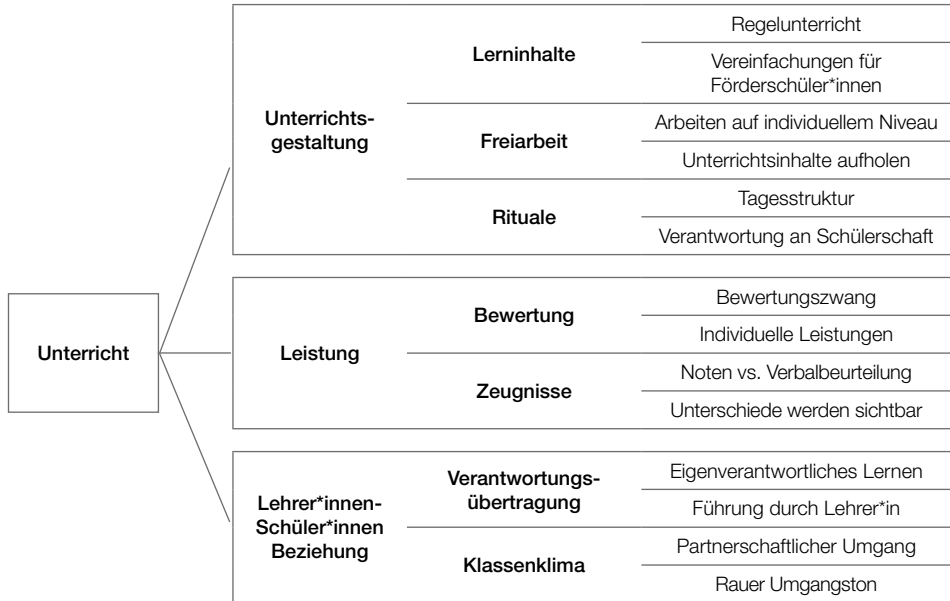 Unterricht
Unterrichts-
gestaltung
Lerninhalte
Regelunterricht
Vereinfachungen für
Förderschüler*innen
Freiarbeit
Arbeiten auf individuellem Niveau
Unterrichtsinhalte aufholen
Rituale
Tagesstruktur
Verantwortung an Schülerschaft
Leistung
Bewertung
Bewertungszwang
Individuelle Leistungen
Zeugnisse
Noten vs. Verbalbeurteilung
Unterschiede werden sichtbar
Lehrer*innen-
Schüler*innen
Beziehung
Verantwortungs-
übertragung
Eigenverantwortliches Lernen
Führung durch Lehrer*in
Klassenklima
Partnerschaftlicher Umgang
Rauer Umgangston